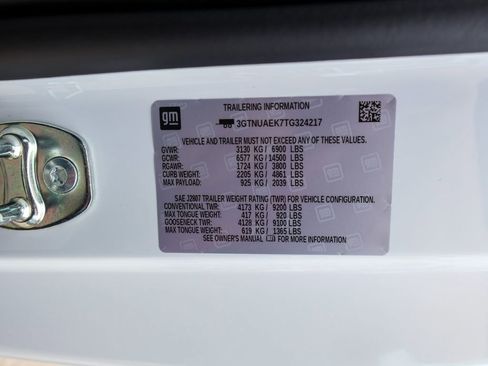 gm
TRAILERING INFORMATION
3GTNUAEK7TG324217
VEHICLE AND TRAILER MUST NOT EXCEED ANY OF THESE VALUES.
GVWR: 3130 KG / 6900 LBS
GCWR: 6577 KG / 14500 LBS
RGAWR: 1724 KG / 3800 LBS
CURB WEIGHT: 2205 KG / 4861 LBS
MAX PAYLOAD: 925 KG / 2039 LBS
SAE J2807 TRAILER WEIGHT RATING (TWR) FOR VEHICLE CONFIGURATION.
CONVENTIONAL TWR: 4173 KG / 9200 LBS
MAX TONGUE WEIGHT: 417 KG / 920 LBS
GOOSENECK TWR: 4128 KG / 9100 LBS
MAX TONGUE WEIGHT: 619 KG / 1365 LBS
SEE OWNER'S MANUAL FOR MORE INFORMATION